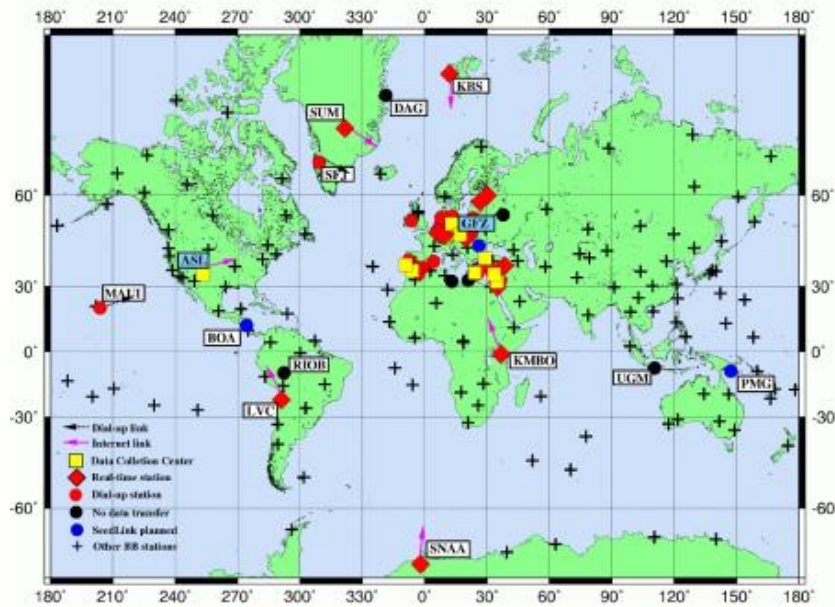 180° 210° 240° 270° 300° 330° 0° 30° 60° 90° 120° 150° 180°
KBS
DAG
SUM
SFJ
60° 60°
GFZ
ASL
30° 30°
MAUI
BOA
0° 0°
RIOB
KMBO
UGM
PMG
LVC
-30° -30°
Dial-up link
Internet link
Data Colletion Center
Real-time station
Dial-up station
No data transfer
-60° -60°
SeedLink planned
Other BB stations
SNAA
180° 210° 240° 270° 300° 330° 0° 30° 60° 90° 120° 150° 180°